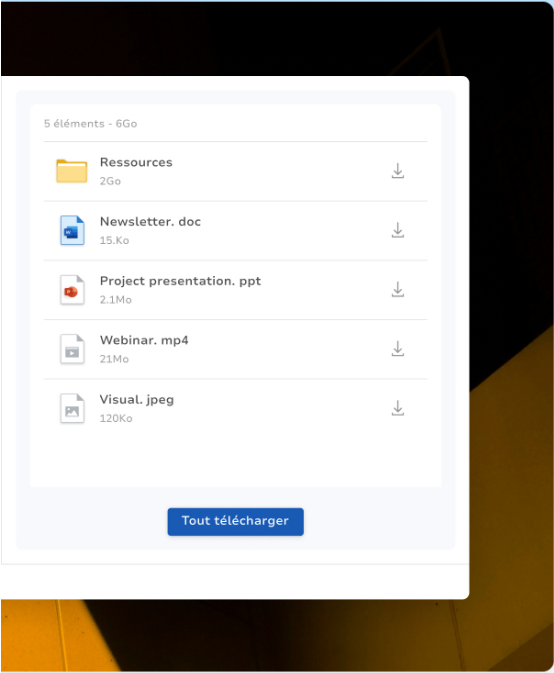 5 éléments - 6Go
Ressources
2Go
Newsletter. doc
15.Ko
Project presentation. ppt
2.1Mo
Webinar. mp4
21Mo
Visual. jpeg
120Ko
Tout télécharger